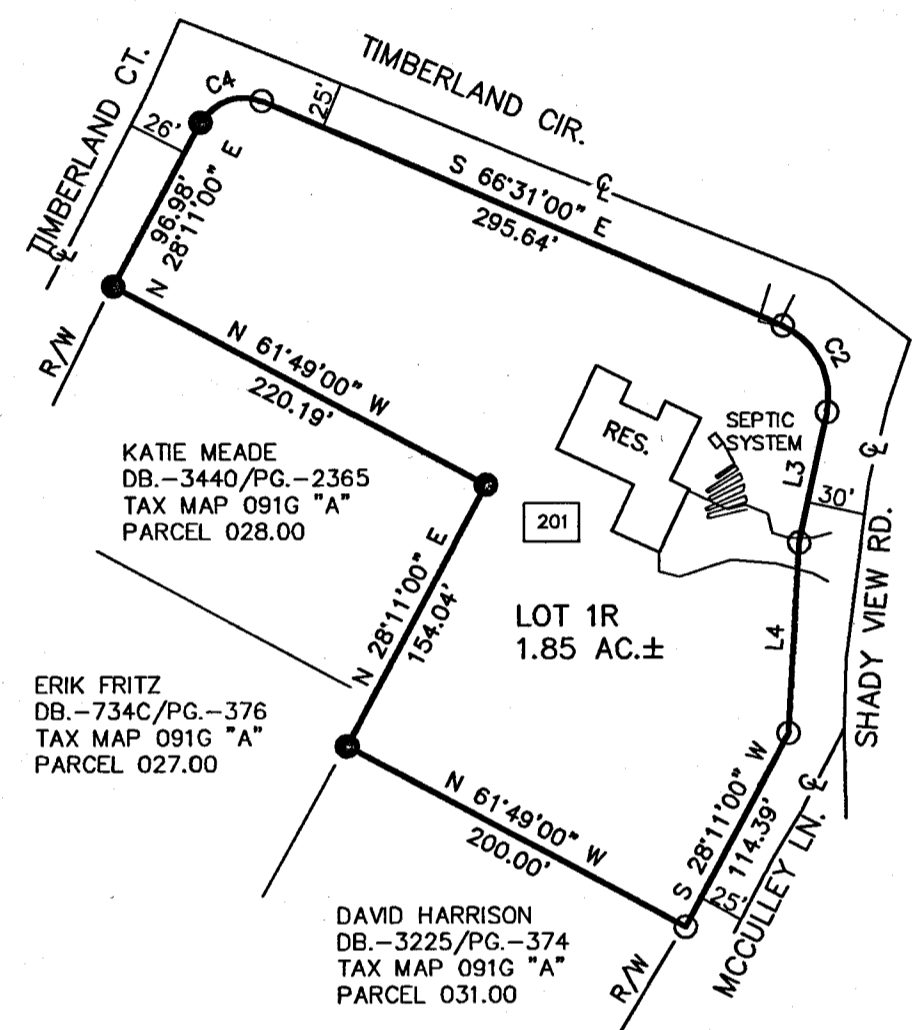 TIMBERLAND CIR.
TIMBERLAND CT.
C4
25'
26'
℄
S 66°31'00" E
295.64'
96.98'
N 28°11'00" E
℄
R/W
N 61°49'00" W
220.19'
C2
RES.
SEPTIC
SYSTEM
L3
℄
30'
KATIE MEADE
DB.-3440/PG.-2365
TAX MAP 091G "A"
PARCEL 028.00
201
N 28°11'00" E
154.04'
LOT 1R
1.85 AC.±
L4
SHADY VIEW RD.
ERIK FRITZ
DB.-734C/PG.-376
TAX MAP 091G "A"
PARCEL 027.00
N 61°49'00" W
200.00'
S 28°11'00" W
114.39'
℄
25'
MCCULLEY LN.
R/W
DAVID HARRISON
DB.-3225/PG.-374
TAX MAP 091G "A"
PARCEL 031.00